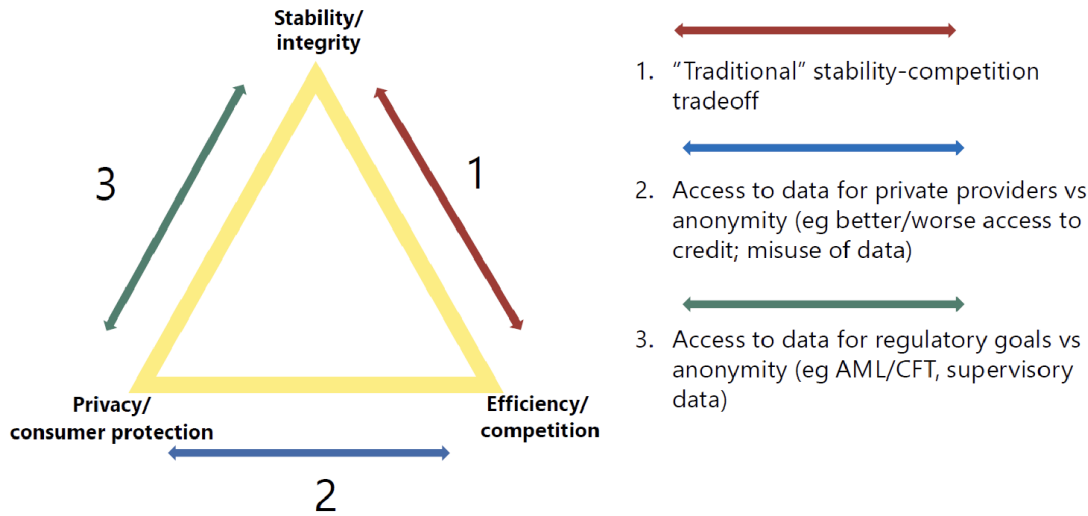 Stability/
integrity
3
1
Privacy/
consumer protection
Efficiency/
competition
2
1. "Traditional" stability-competition
tradeoff
2. Access to data for private providers vs
anonymity (eg better/worse access to
credit; misuse of data)
3. Access to data for regulatory goals vs
anonymity (eg AML/CFT, supervisory
data)